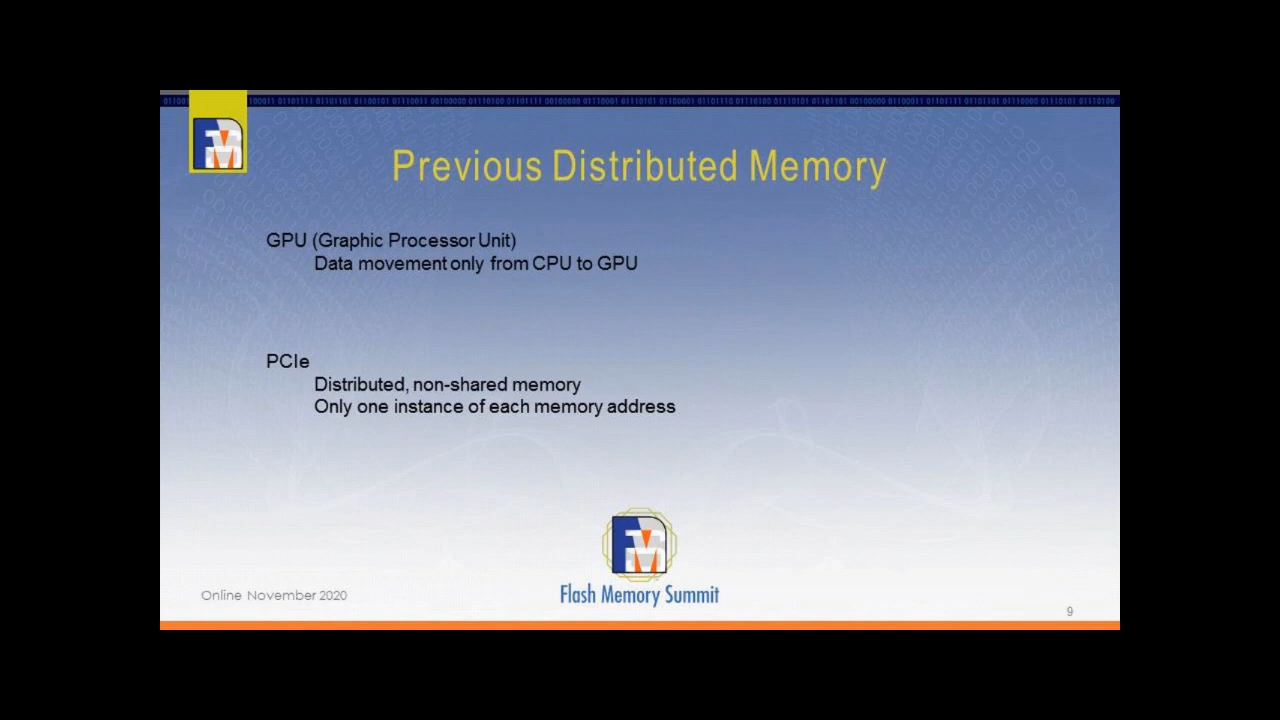 Previous Distributed Memory
GPU (Graphic Processor Unit)
Data movement only from CPU to GPU
PCIe
Distributed, non-shared memory
Only one instance of each memory address
Flash Memory Summit
Online November 2020
9